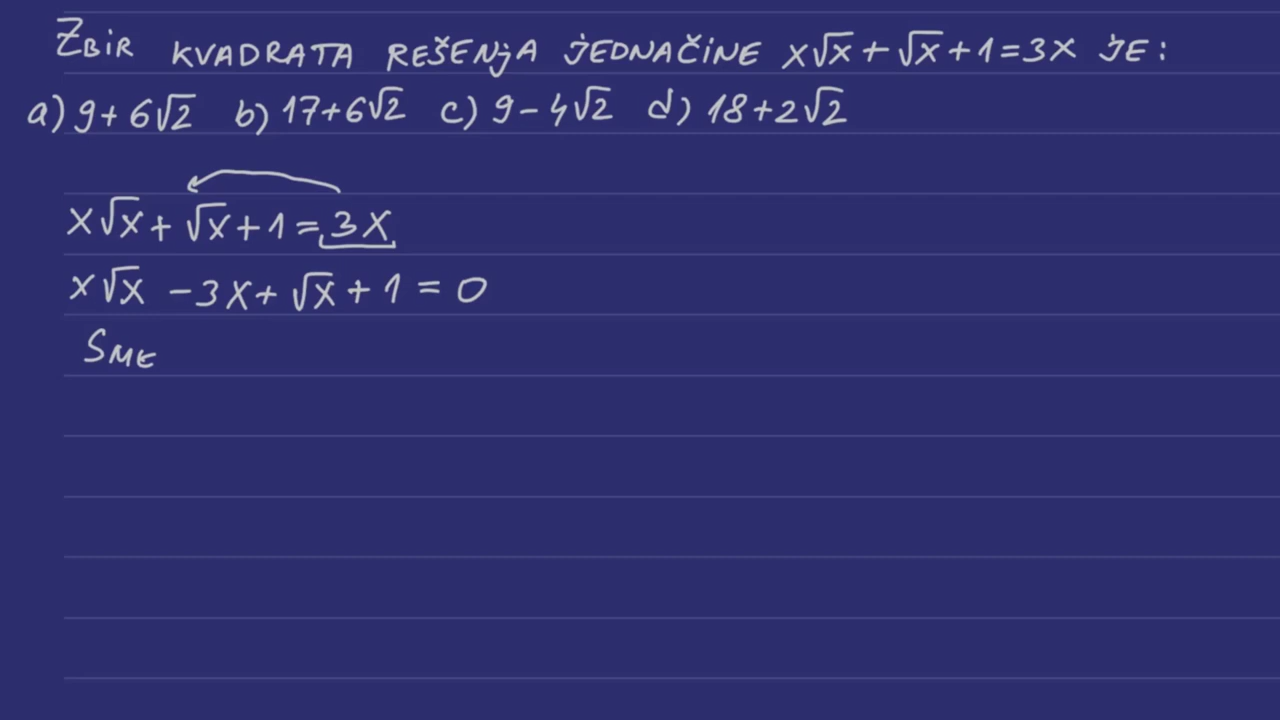 ZBIR KVADRATA REŠENJA JEDNAČINE x√x + √x + 1 = 3x JE:
a) 9+6√2 b) 17+6√2 c) 9-4√2 d) 18+2√2
x√x + √x + 1 = 3x
x√x - 3x + √x + 1 = 0
SME